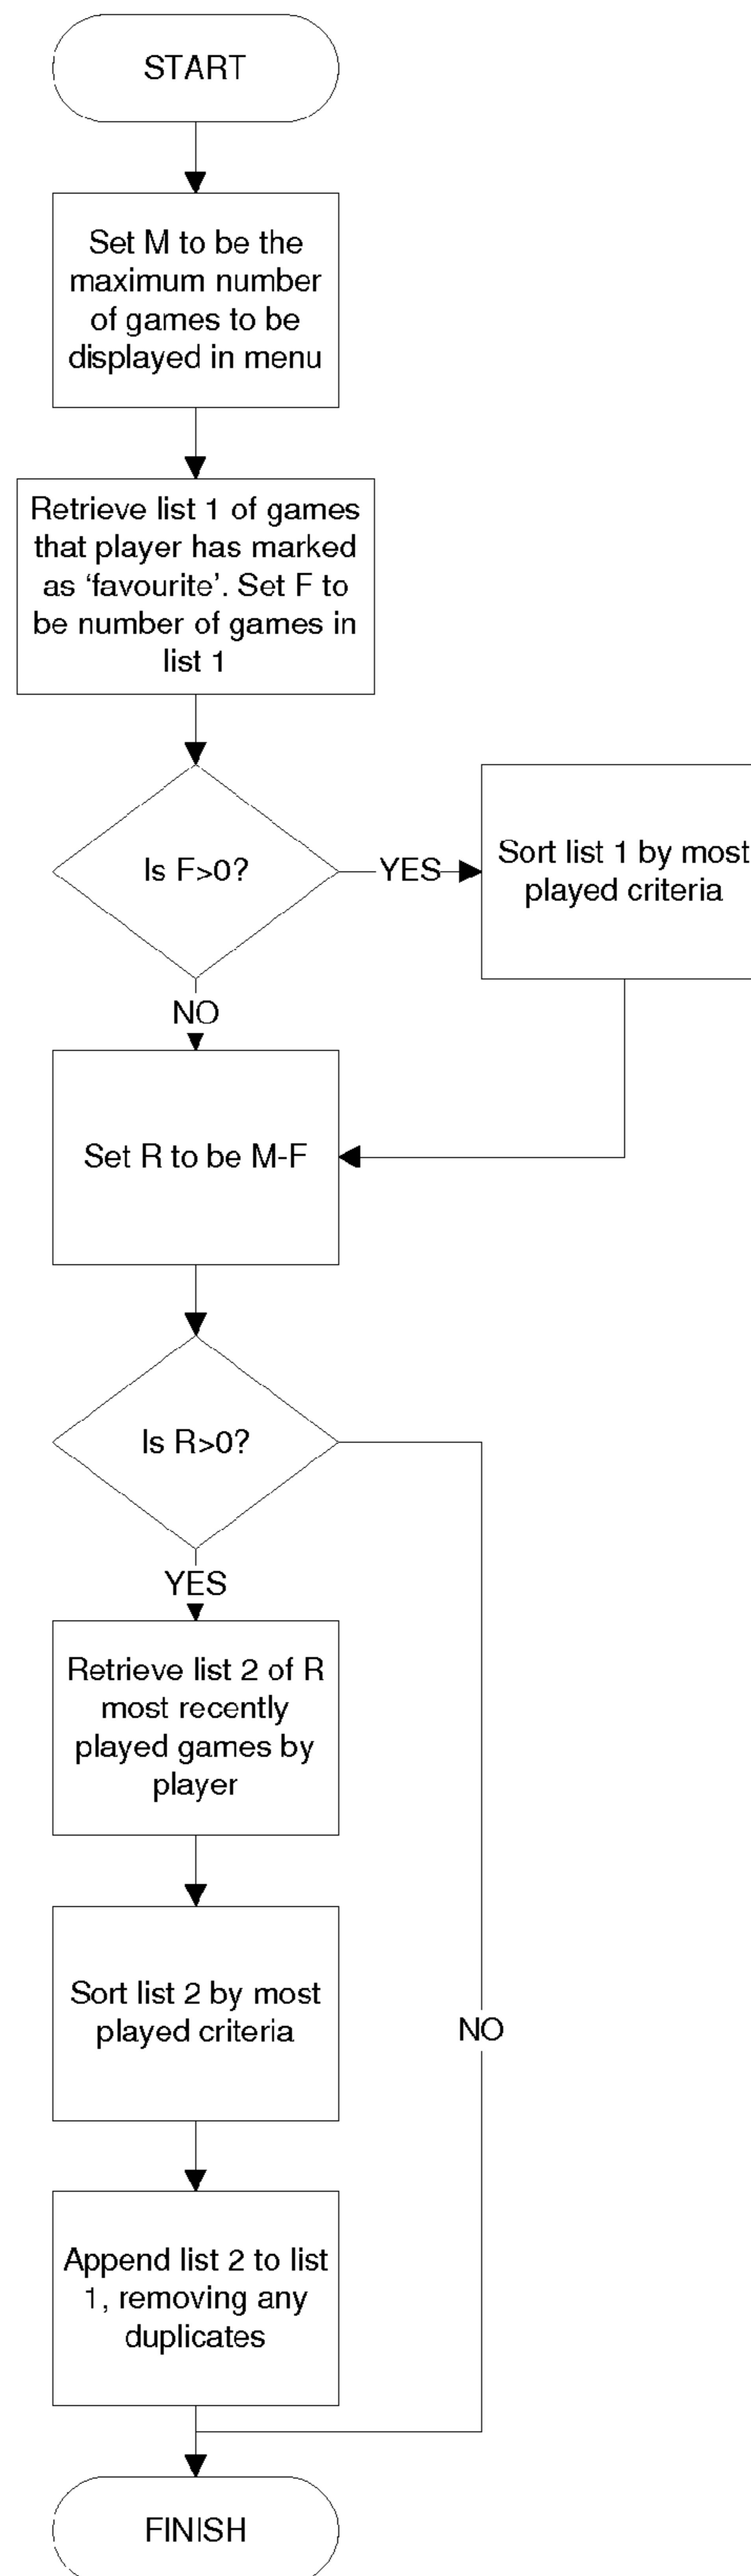 START
Set M to be the
maximum number
of games to be
displayed in menu
Retrieve list 1 of games
that player has marked
as ‘favourite’. Set F to
be number of games in
list 1
Is F>0?
YES
Sort list 1 by most
played criteria
NO
Set R to be M-F
Is R>0?
YES
Retrieve list 2 of R
most recently
played games by
player
Sort list 2 by most
played criteria
NO
Append list 2 to list
1, removing any
duplicates
FINISH